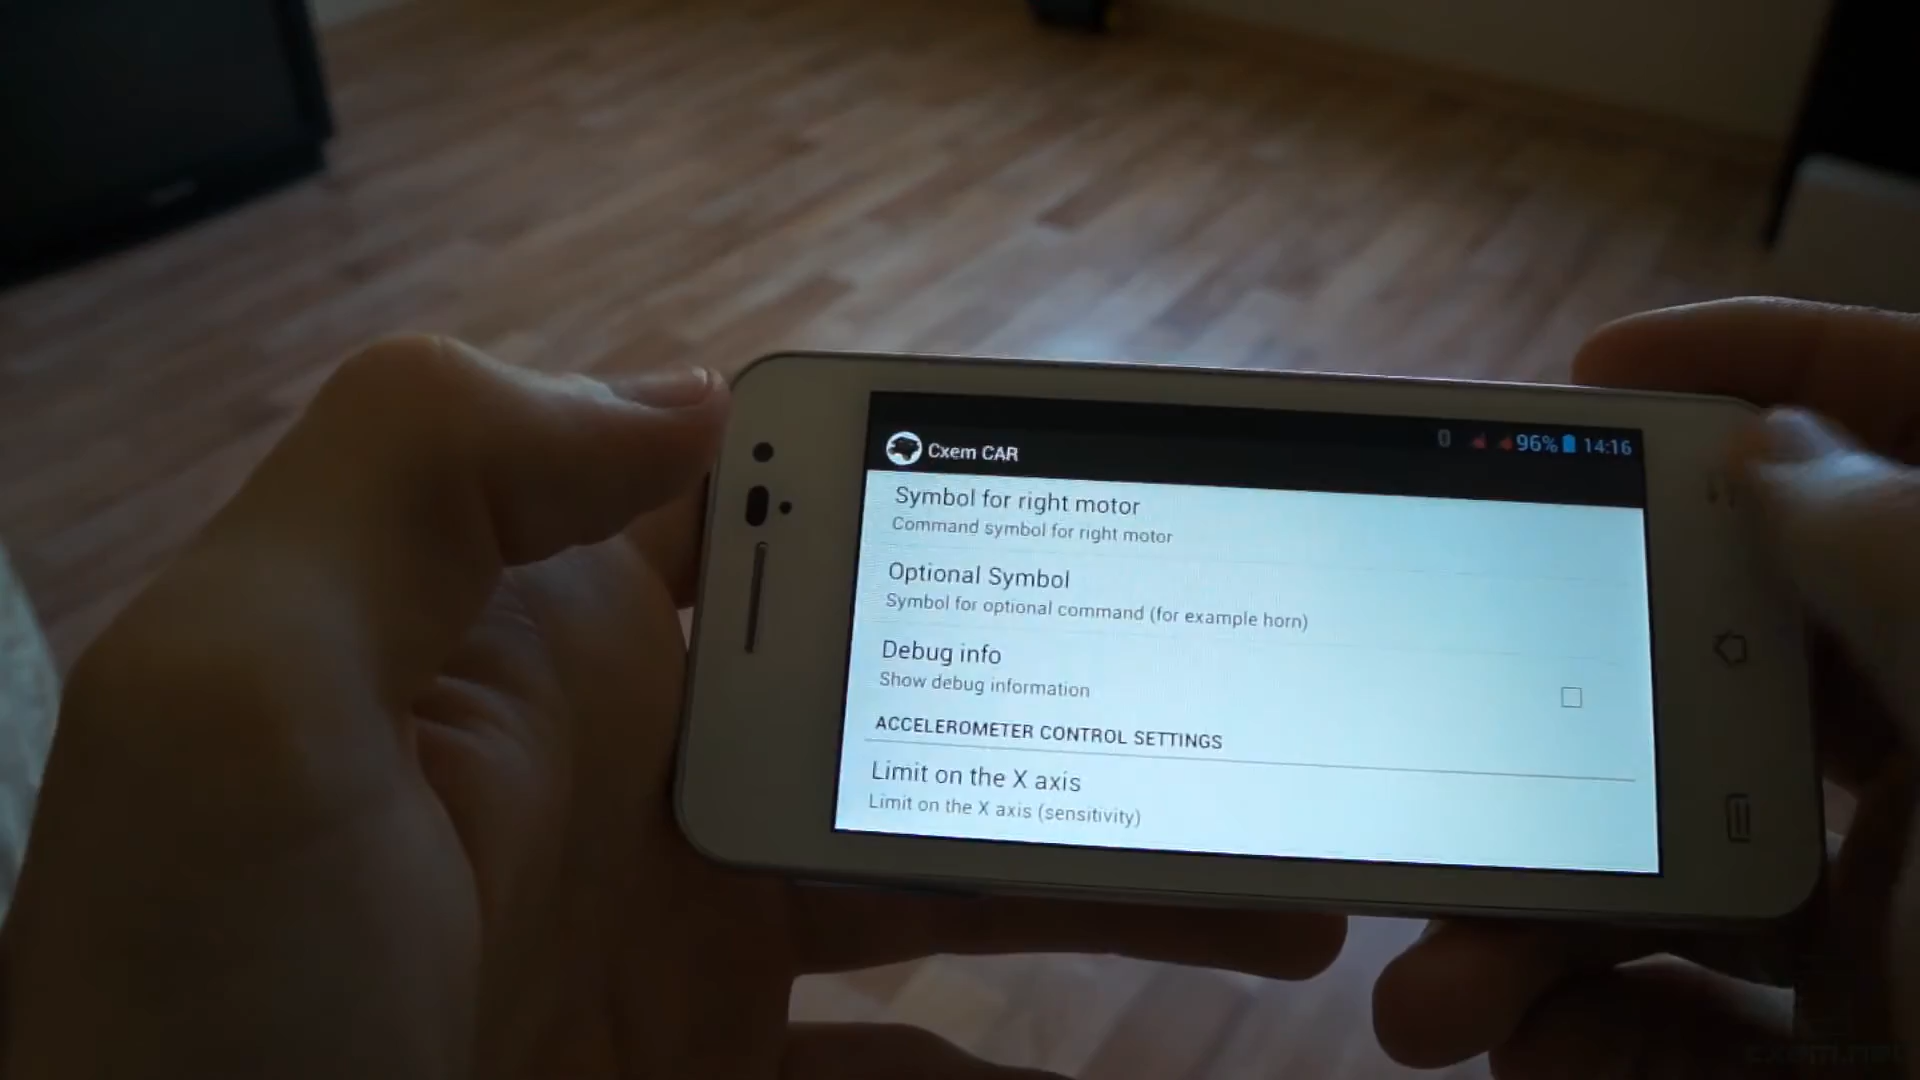 Cxem CAR
96% 14:16
Symbol for right motor
Command symbol for right motor
Optional Symbol
Symbol for optional command (for example horn)
Debug info
Show debug information
ACCELEROMETER CONTROL SETTINGS
Limit on the X axis
Limit on the X axis (sensitivity)
cxem.net